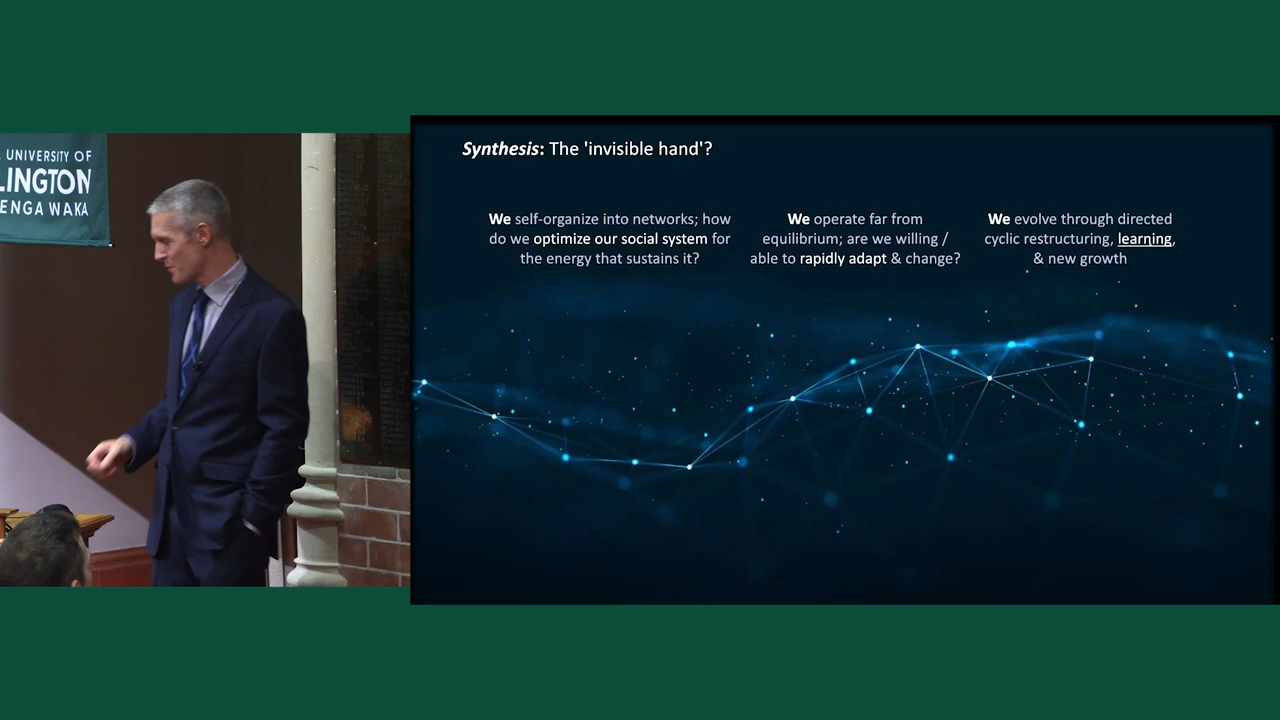 UNIVERSITY OF
LINGTON
ENGA WAKA
Synthesis: The 'invisible hand'?
We self-organize into networks; how
do we optimize our social system for
the energy that sustains it?
We operate far from
equilibrium; are we willing /
able to rapidly adapt & change?
We evolve through directed
cyclic restructuring, learning,
& new growth